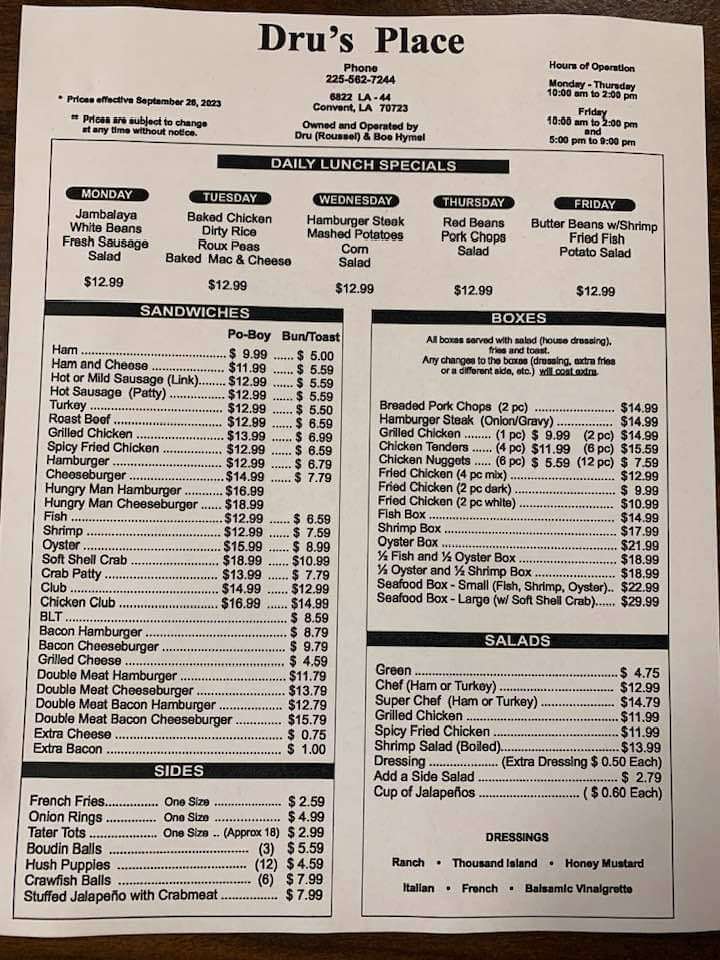 Dru's Place
Phone
225-562-7244
6822 LA - 44
Convent, LA 70723
Owned and Operated by
Dru (Roussel) & Boe Hymel
* Prices effective September 26, 2023
** Prices are subject to change
at any time without notice.
Hours of Operation
Monday - Thursday
10:00 am to 2:00 pm
Friday
10:00 am to 2:00 pm
and
5:00 pm to 9:00 pm
DAILY LUNCH SPECIALS
MONDAY
Jambalaya
White Beans
Fresh Sausage
Salad
$12.99
TUESDAY
Baked Chicken
Dirty Rice
Roux Peas
Baked Mac & Cheese
$12.99
WEDNESDAY
Hamburger Steak
Mashed Potatoes
Corn
Salad
$12.99
THURSDAY
Red Beans
Pork Chops
Salad
$12.99
FRIDAY
Butter Beans w/Shrimp
Fried Fish
Potato Salad
$12.99
SANDWICHES
Po-Boy Bun/Toast
Ham ........ $ 9.99 ..... $ 5.00
Ham and Cheese ........ $11.99 ..... $ 5.59
Hot or Mild Sausage (Link)....... $12.99 ..... $ 5.59
Hot Sausage (Patty) ........ $12.99 ..... $ 5.59
Turkey ........ $12.99 ..... $ 5.50
Roast Beef ........ $12.99 ..... $ 6.59
Grilled Chicken ........ $13.99 ..... $ 6.99
Spicy Fried Chicken ........ $12.99 ..... $ 6.59
Hamburger ........ $12.99 ..... $ 6.79
Cheeseburger ........ $14.99 ..... $ 7.79
Hungry Man Hamburger ........ $16.99
Hungry Man Cheeseburger ...... $18.99
Fish ........ $12.99 ..... $ 6.59
Shrimp ........ $12.99 ..... $ 7.59
Oyster ........ $15.99 ..... $ 8.99
Soft Shell Crab ........ $18.99 ..... $10.99
Crab Patty ........ $13.99 ..... $ 7.79
Club ........ $14.99 ..... $12.99
Chicken Club ........ $16.99 ..... $14.99
BLT ........ $ 8.59
Bacon Hamburger ........ $ 8.79
Bacon Cheeseburger ........ $ 9.79
Grilled Cheese ........ $ 4.59
Double Meat Hamburger ........ $11.79
Double Meat Cheeseburger ........ $13.79
Double Meat Bacon Hamburger ........ $12.79
Double Meat Bacon Cheeseburger ........ $15.79
Extra Cheese ........ $ 0.75
Extra Bacon ........ $ 1.00
SIDES
French Fries............. One Size ........ $ 2.59
Onion Rings ............ One Size ........ $ 4.99
Tater Tots ............... One Size .. (Approx 18) $ 2.99
Boudin Balls ........ (3) $ 5.59
Hush Puppies ........ (12) $ 4.59
Crawfish Balls ........ (6) $ 7.99
Stuffed Jalapeño with Crabmeat ........ $ 7.99
BOXES
All boxes served with salad (house dressing),
fries and toast.
Any changes to the boxes (dressing, extra fries
or a different side, etc.) will cost extra.
Breaded Pork Chops (2 pc) ........ $14.99
Hamburger Steak (Onion/Gravy) ........ $14.99
Grilled Chicken ........ (1 pc) $ 9.99 (2 pc) $14.99
Chicken Tenders ...... (4 pc) $11.99 (6 pc) $15.59
Chicken Nuggets ..... (6 pc) $ 5.59 (12 pc) $ 7.59
Fried Chicken (4 pc mix) ........ $12.99
Fried Chicken (2 pc dark) ........ $ 9.99
Fried Chicken (2 pc white) ........ $10.99
Fish Box ........ $14.99
Shrimp Box ........ $17.99
Oyster Box ........ $21.99
½ Fish and ½ Oyster Box ........ $18.99
½ Oyster and ½ Shrimp Box ........ $18.99
Seafood Box - Small (Fish, Shrimp, Oyster).. $22.99
Seafood Box - Large (w/ Soft Shell Crab)...... $29.99
SALADS
Green ........ $ 4.75
Chef (Ham or Turkey) ........ $12.99
Super Chef (Ham or Turkey) ........ $14.79
Grilled Chicken ........ $11.99
Spicy Fried Chicken ........ $11.99
Shrimp Salad (Boiled)........ $13.99
Dressing ........ (Extra Dressing $ 0.50 Each)
Add a Side Salad ........ $ 2.79
Cup of Jalapeños ........ ( $ 0.60 Each)
DRESSINGS
Ranch • Thousand Island • Honey Mustard
Italian • French • Balsamic Vinaigrette